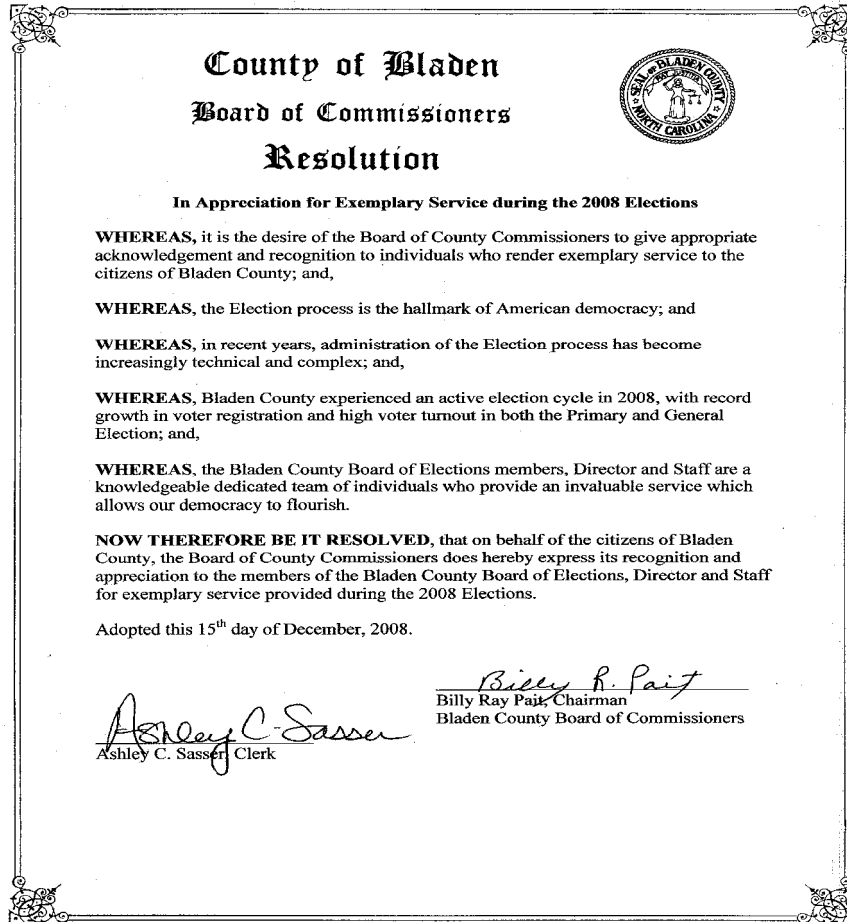 County of Bladen
Board of Commissioners
Resolution
SEAL OF BLADEN COUNTY
NORTH CAROLINA
In Appreciation for Exemplary Service during the 2008 Elections
WHEREAS, it is the desire of the Board of County Commissioners to give appropriate
acknowledgement and recognition to individuals who render exemplary service to the
citizens of Bladen County; and,
WHEREAS, the Election process is the hallmark of American democracy; and
WHEREAS, in recent years, administration of the Election process has become
increasingly technical and complex; and,
WHEREAS, Bladen County experienced an active election cycle in 2008, with record
growth in voter registration and high voter turnout in both the Primary and General
Election; and,
WHEREAS, the Bladen County Board of Elections members, Director and Staff are a
knowledgeable dedicated team of individuals who provide an invaluable service which
allows our democracy to flourish.
NOW THEREFORE BE IT RESOLVED, that on behalf of the citizens of Bladen
County, the Board of County Commissioners does hereby express its recognition and
appreciation to the members of the Bladen County Board of Elections, Director and Staff
for exemplary service provided during the 2008 Elections.
Adopted this 15th day of December, 2008.
Billy R. Pait
Billy Ray Pait, Chairman
Bladen County Board of Commissioners
Ashley C. Sasser
Ashley C. Sasser, Clerk